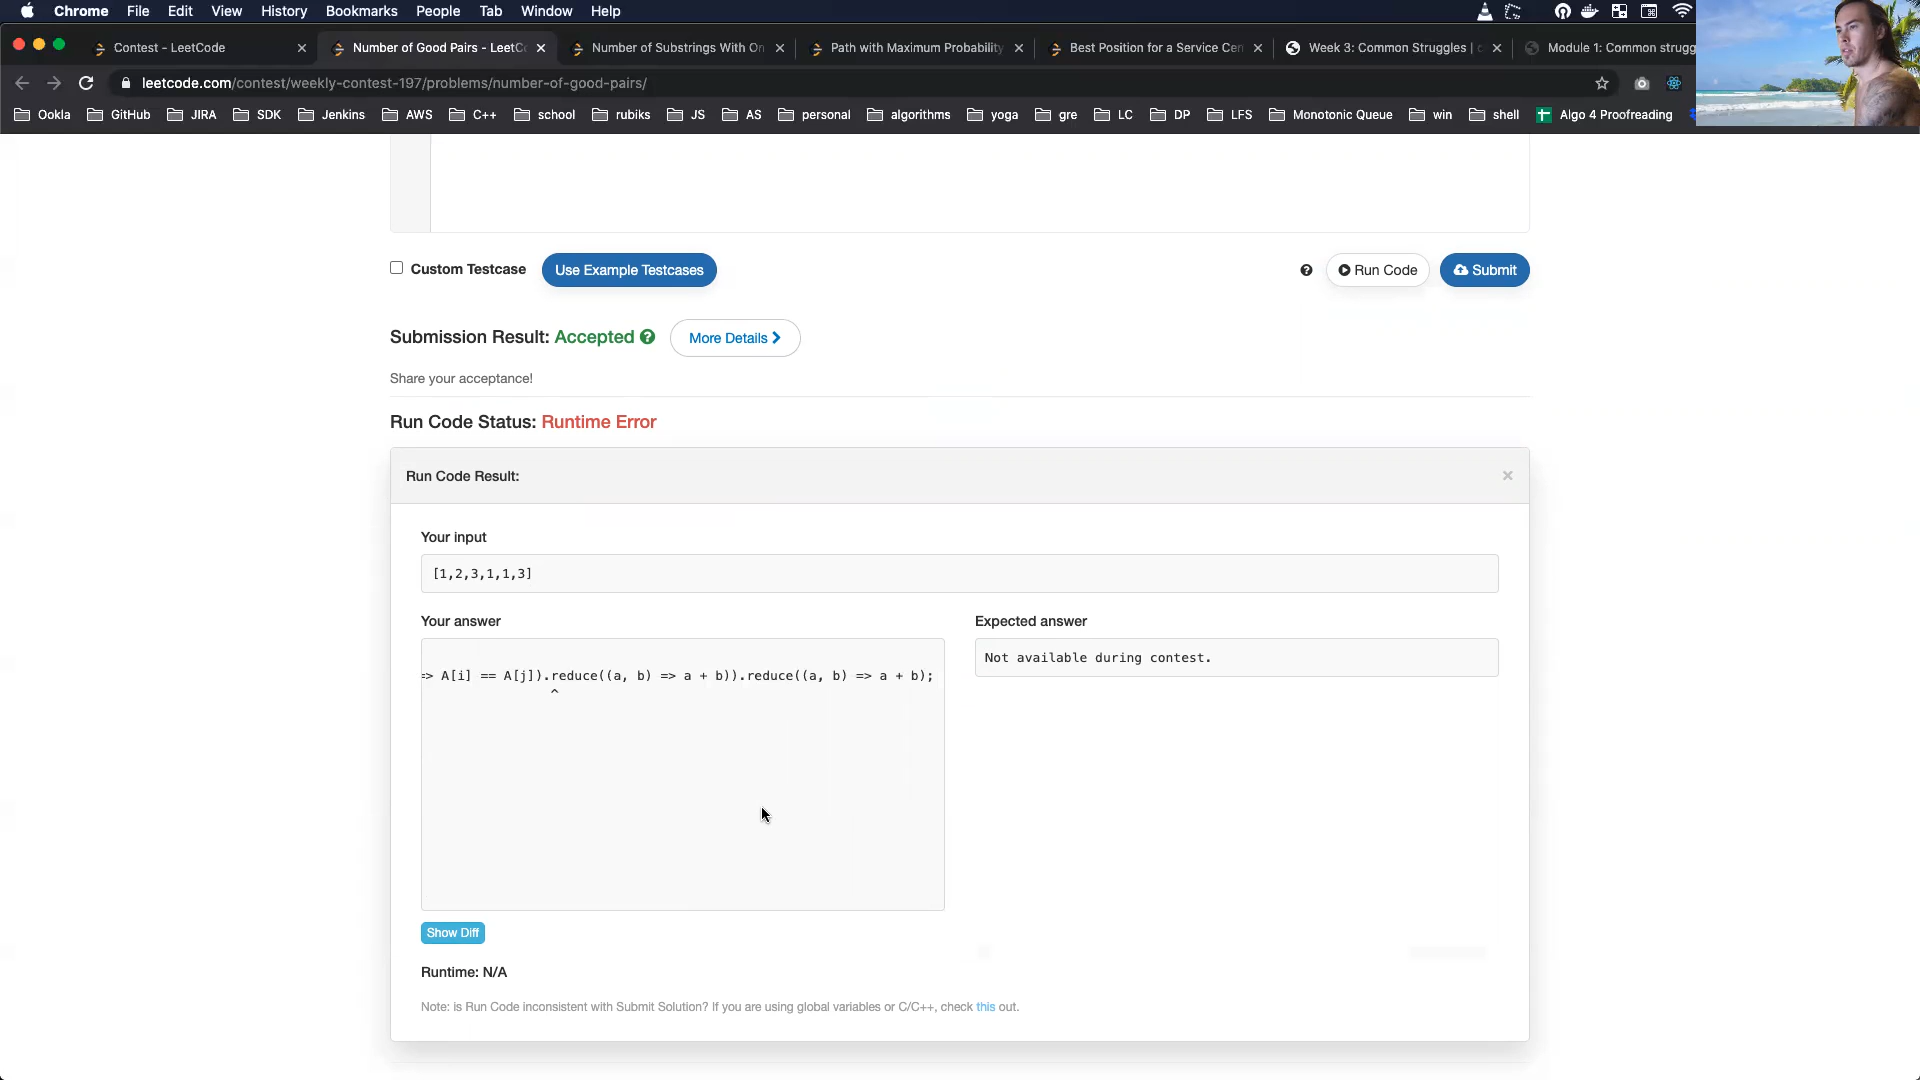 Chrome File Edit View History Bookmarks People Tab Window Help
Contest - LeetCode
Number of Good Pairs - LeetC
Number of Substrings With On
Path with Maximum Probability
Best Position for a Service Cen
Week 3: Common Struggles |
Module 1: Common strugg
leetcode.com/contest/weekly-contest-197/problems/number-of-good-pairs/
Ookla GitHub JIRA SDK Jenkins AWS C++ school rubiks JS AS personal algorithms yoga gre LC DP LFS Monotonic Queue win shell Algo 4 Proofreading
Custom Testcase Use Example Testcases Run Code Submit
Submission Result: Accepted More Details
Share your acceptance!
Run Code Status: Runtime Error
Run Code Result:
Your input
[1,2,3,1,1,3]
Your answer Expected answer
Not available during contest.
=> A[i] == A[j]).reduce((a, b) => a + b)).reduce((a, b) => a + b);
^
Show Diff
Runtime: N/A
Note: is Run Code inconsistent with Submit Solution? If you are using global variables or C/C++, check this out.